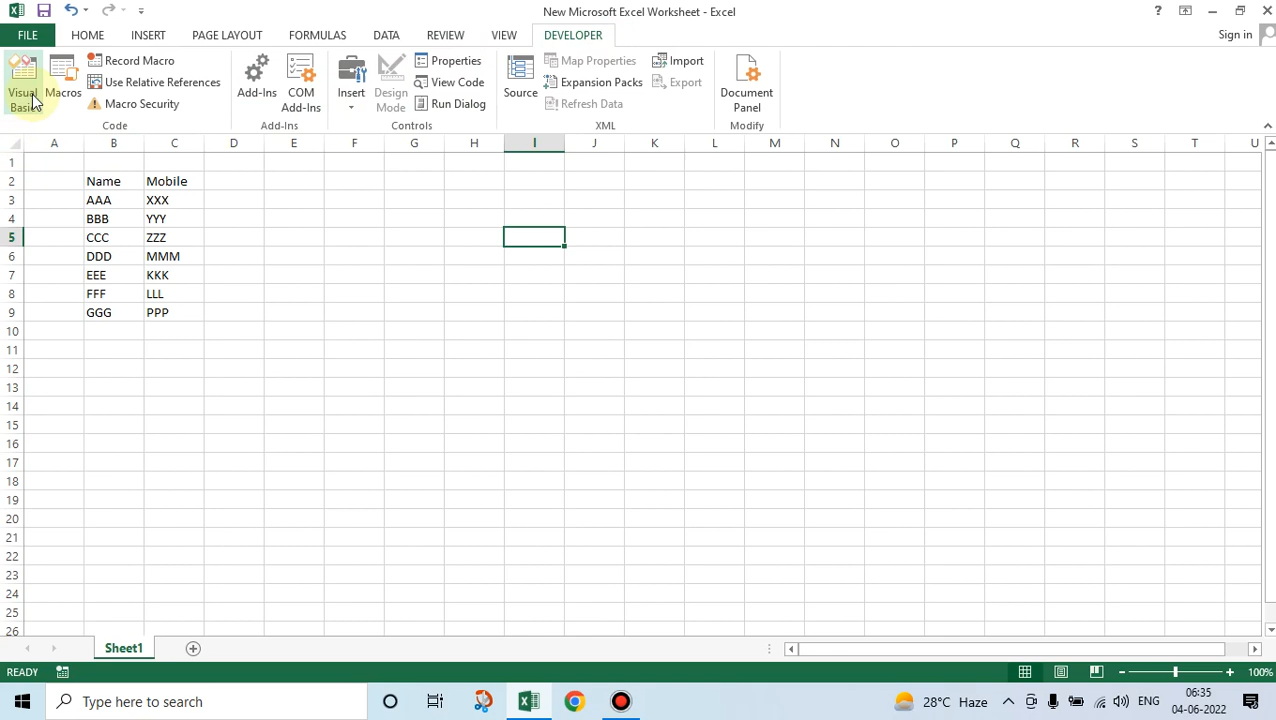 New Microsoft Excel Worksheet - Excel
?
FILE HOME INSERT PAGE LAYOUT FORMULAS DATA REVIEW VIEW DEVELOPER Sign in
Visual Basic
Macros
Record Macro
Use Relative References
Macro Security
Code
Add-Ins
COM Add-Ins
Add-Ins
Insert
Design Mode
Properties
View Code
Run Dialog
Controls
Source
Map Properties
Expansion Packs
Refresh Data
Import
Export
XML
Document Panel
Modify
A B C D E F G H I J K L M N O P Q R S T U
1
2 Name Mobile
3 AAA XXX
4 BBB YYY
5 CCC ZZZ
6 DDD MMM
7 EEE KKK
8 FFF LLL
9 GGG PPP
10
11
12
13
14
15
16
17
18
19
20
21
22
23
24
25
26
Sheet1
READY 100%
Type here to search 28°C Haze ENG 06:35
04-06-2022